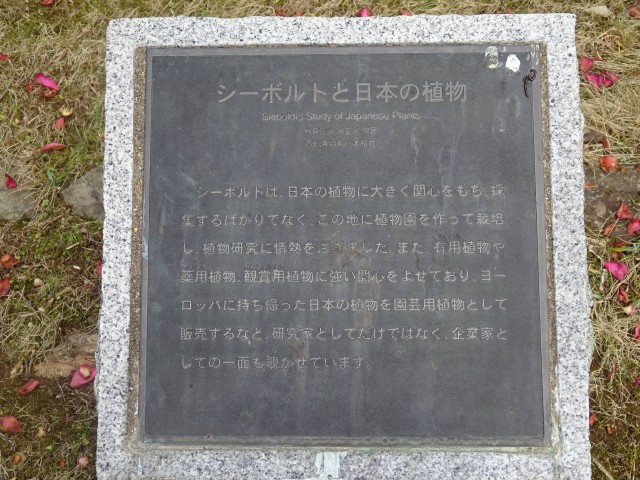 シーボルトと日本の植物
Siebold's Study of Japanese Plants
シーボルトは、日本の植物に大きく関心をもち、採
集するばかりでなく、この地に植物園を作って栽培
し、植物研究に情熱をそそぎました。また、有用植物や
薬用植物、観賞用植物に強い関心をよせており、ヨー
ロッパに持ち帰った日本の植物を園芸用植物として
販売するなど、研究家としてだけではなく、企業家と
しての一面も覗かせています。